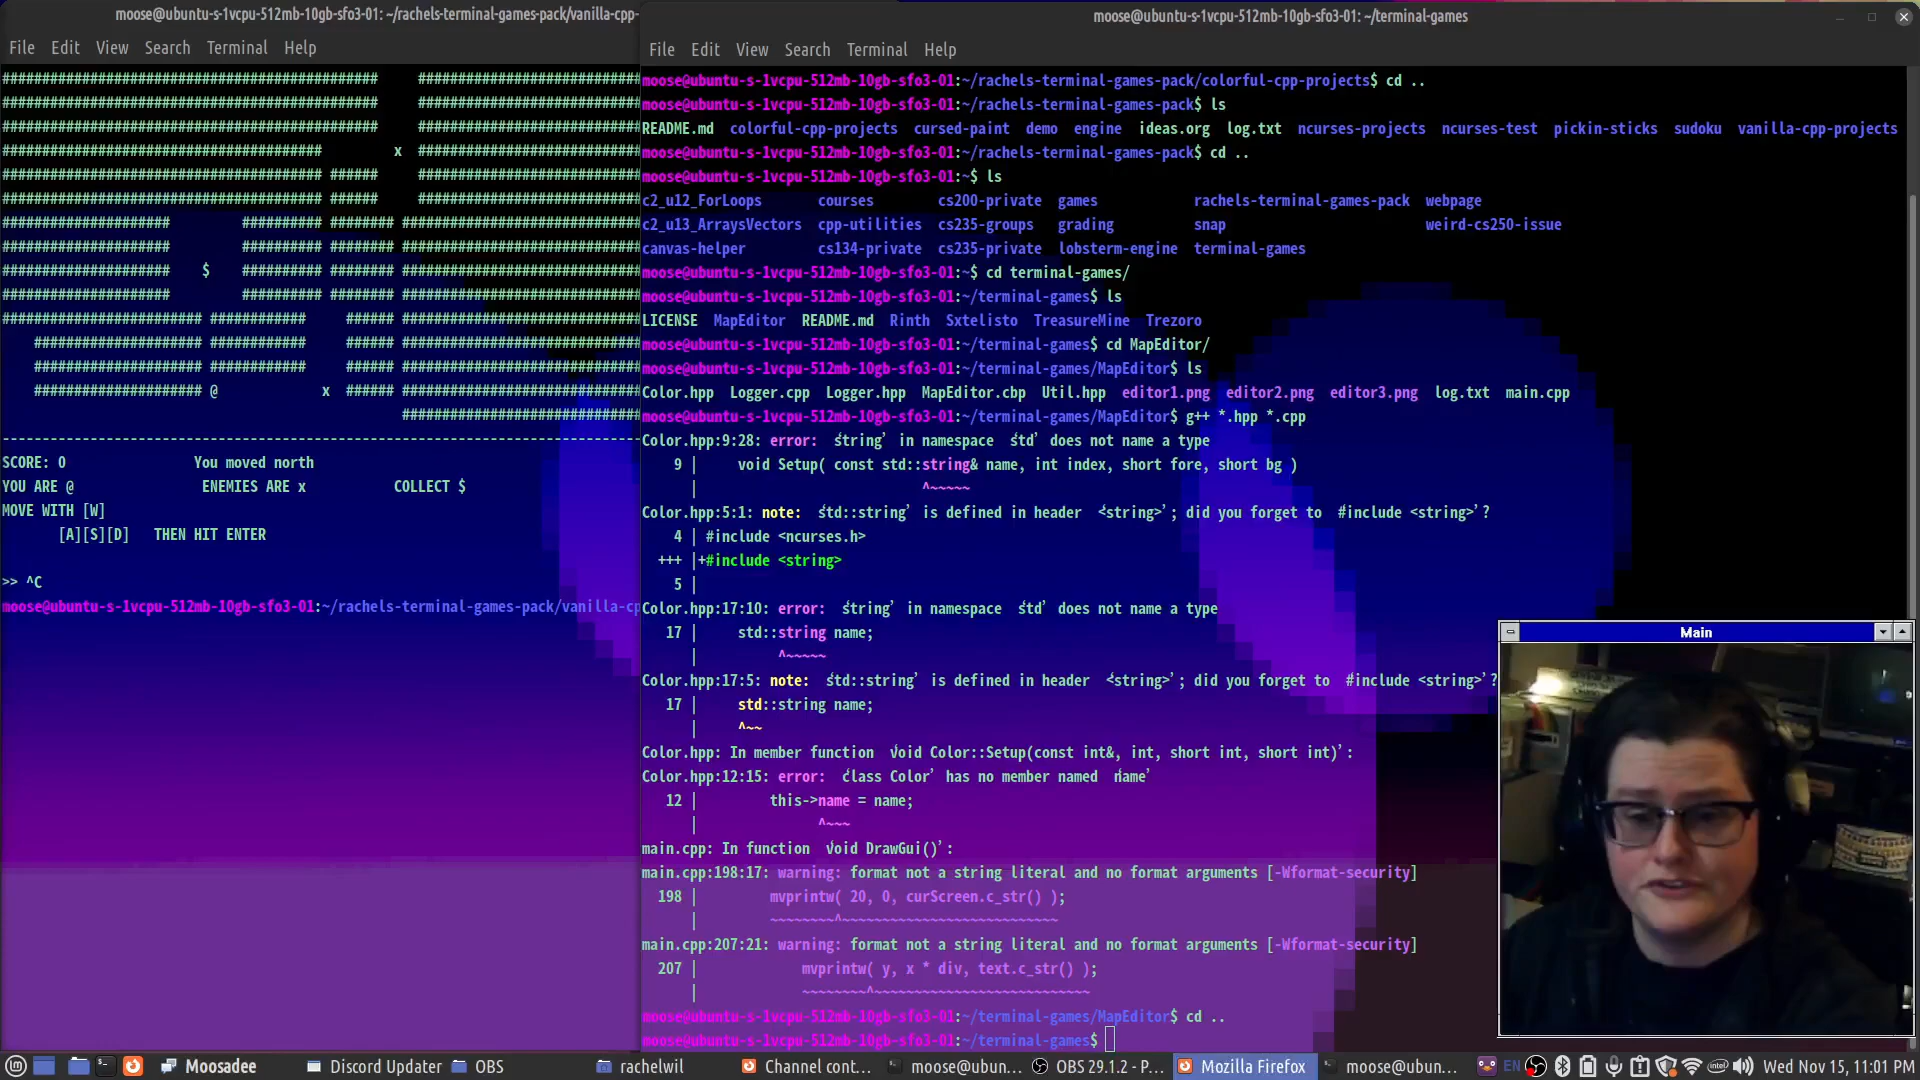 moose@ubuntu-s-1vcpu-512mb-10gb-sfo3-01: ~/rachels-terminal-games-pack/vanilla-cpp-
File Edit View Search Terminal Help
############################################### ############################
############################################### ############################
############################################### ############################
######################################## x ############################
######################################## ###### ############################
######################################## ###### ############################
##################### ########## ######## ##############################
##################### ########## ######## ##############################
##################### $ ########## ######## ##############################
##################### ########## ######## ##############################
######################### ############ ###### ##############################
##################### ############ ###### ##############################
##################### ############ ###### ##############################
##################### @ x ###### ##############################
##############################
--------------------------------------------------------------------------------
SCORE: 0 You moved north
YOU ARE @ ENEMIES ARE x COLLECT $
MOVE WITH [W]
[A][S][D] THEN HIT ENTER
>> ^C
moose@ubuntu-s-1vcpu-512mb-10gb-sfo3-01:~/rachels-terminal-games-pack/vanilla-cp
moose@ubuntu-s-1vcpu-512mb-10gb-sfo3-01: ~/terminal-games
File Edit View Search Terminal Help
moose@ubuntu-s-1vcpu-512mb-10gb-sfo3-01:~/rachels-terminal-games-pack/colorful-cpp-projects$ cd ..
moose@ubuntu-s-1vcpu-512mb-10gb-sfo3-01:~/rachels-terminal-games-pack$ ls
README.md colorful-cpp-projects cursed-paint demo engine ideas.org log.txt ncurses-projects ncurses-test pickin-sticks sudoku vanilla-cpp-projects
moose@ubuntu-s-1vcpu-512mb-10gb-sfo3-01:~/rachels-terminal-games-pack$ cd ..
moose@ubuntu-s-1vcpu-512mb-10gb-sfo3-01:~$ ls
c2_u12_ForLoops courses cs200-private games rachels-terminal-games-pack webpage
c2_u13_ArraysVectors cpp-utilities cs235-groups grading snap weird-cs250-issue
canvas-helper cs134-private cs235-private lobsterm-engine terminal-games
moose@ubuntu-s-1vcpu-512mb-10gb-sfo3-01:~$ cd terminal-games/
moose@ubuntu-s-1vcpu-512mb-10gb-sfo3-01:~/terminal-games$ ls
LICENSE MapEditor README.md Rinth Sxtelisto TreasureMine Trezoro
moose@ubuntu-s-1vcpu-512mb-10gb-sfo3-01:~/terminal-games$ cd MapEditor/
moose@ubuntu-s-1vcpu-512mb-10gb-sfo3-01:~/terminal-games/MapEditor$ ls
Color.hpp Logger.cpp Logger.hpp MapEditor.cbp Util.hpp editor1.png editor2.png editor3.png log.txt main.cpp
moose@ubuntu-s-1vcpu-512mb-10gb-sfo3-01:~/terminal-games/MapEditor$ g++ *.hpp *.cpp
Color.hpp:9:28: error: ‘string’ in namespace ‘std’ does not name a type
9 | void Setup( const std::string& name, int index, short fore, short bg )
| ^~~~~~
Color.hpp:5:1: note: ‘std::string’ is defined in header ‘<string>’; did you forget to ‘#include <string>’?
4 | #include <ncurses.h>
+++ |+#include <string>
5 |
Color.hpp:17:10: error: ‘string’ in namespace ‘std’ does not name a type
17 | std::string name;
| ^~~~~~
Color.hpp:17:5: note: ‘std::string’ is defined in header ‘<string>’; did you forget to ‘#include <string>’?
17 | std::string name;
| ^~~
Color.hpp: In member function ‘void Color::Setup(const int&, int, short int, short int)’:
Color.hpp:12:15: error: ‘class Color’ has no member named ‘name’
12 | this->name = name;
| ^~~~
main.cpp: In function ‘void DrawGui()’:
main.cpp:198:17: warning: format not a string literal and no format arguments [-Wformat-security]
198 | mvprintw( 20, 0, curScreen.c_str() );
| ~~~~~~~~^~~~~~~~~~~~~~~~~~~~~~~~~~~~
main.cpp:207:21: warning: format not a string literal and no format arguments [-Wformat-security]
207 | mvprintw( y, x * div, text.c_str() );
| ~~~~~~~~^~~~~~~~~~~~~~~~~~~~~~~~~~~~
moose@ubuntu-s-1vcpu-512mb-10gb-sfo3-01:~/terminal-games/MapEditor$ cd ..
moose@ubuntu-s-1vcpu-512mb-10gb-sfo3-01:~/terminal-games$
Main
Moosadee Discord Updater OBS rachelwil Channel cont... moose@ubun... OBS 29.1.2 - P... Mozilla Firefox moose@ubun... EN Wed Nov 15, 11:01 PM